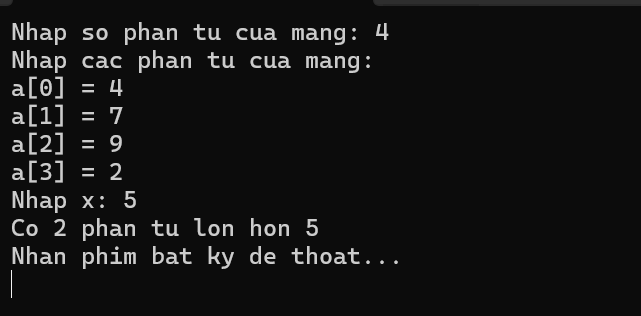 Nhap so phan tu cua mang: 4
Nhap cac phan tu cua mang:
a[0] = 4
a[1] = 7
a[2] = 9
a[3] = 2
Nhap x: 5
Co 2 phan tu lon hon 5
Nhan phim bat ky de thoat...